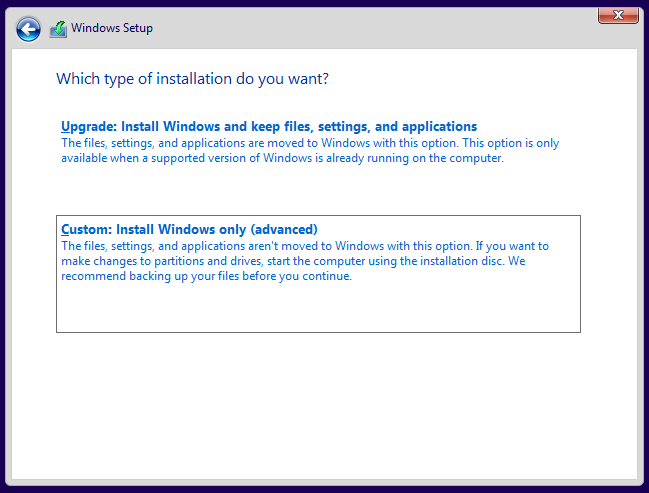 Windows Setup
Which type of installation do you want?
Upgrade: Install Windows and keep files, settings, and applications
The files, settings, and applications are moved to Windows with this option. This option is only
available when a supported version of Windows is already running on the computer.
Custom: Install Windows only (advanced)
The files, settings, and applications aren't moved to Windows with this option. If you want to
make changes to partitions and drives, start the computer using the installation disc. We
recommend backing up your files before you continue.